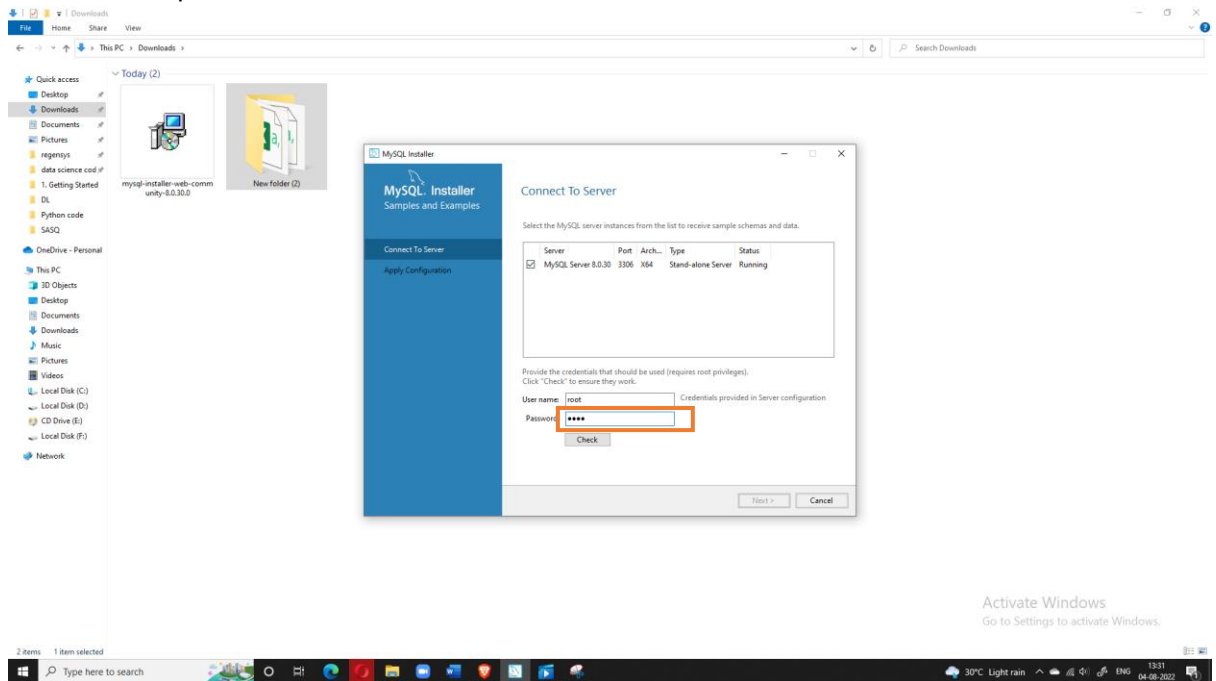 Downloads
File Home Share View
This PC > Downloads >
Search Downloads
Quick access
Desktop
Downloads
Documents
Pictures
regensys
data science cod
1. Getting Started
DL
Python code
SASQ
OneDrive - Personal
This PC
3D Objects
Desktop
Documents
Downloads
Music
Pictures
Videos
Local Disk (C:)
Local Disk (D:)
CD Drive (E:)
Local Disk (F:)
Network
Today (2)
mysql-installer-web-comm
unity-8.0.30.0
New folder (2)
MySQL Installer
MySQL. Installer
Samples and Examples
Connect To Server
Apply Configuration
Connect To Server
Select the MySQL server instances from the list to receive sample schemas and data.
Server Port Arch... Type Status
MySQL Server 8.0.30 3306 X64 Stand-alone Server Running
Provide the credentials that should be used (requires root privileges).
Click "Check" to ensure they work.
User name: root Credentials provided in Server configuration
Password
Check
Next > Cancel
Activate Windows
Go to Settings to activate Windows.
2 items 1 item selected
Type here to search
30°C Light rain ENG
13:31
04-08-2022